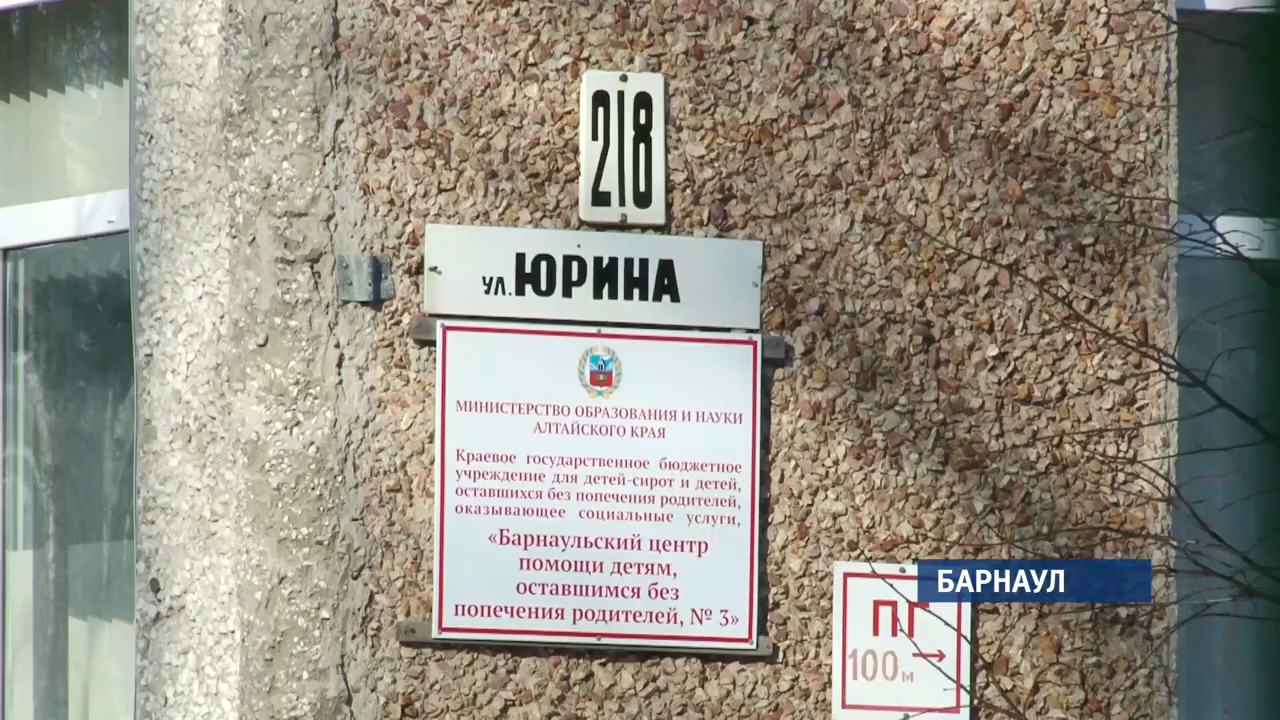 218
ул. ЮРИНА
МИНИСТЕРСТВО ОБРАЗОВАНИЯ И НАУКИ
АЛТАЙСКОГО КРАЯ
Краевое государственное бюджетное
учреждение для детей-сирот и детей,
оставшихся без попечения родителей,
оказывающее социальные услуги,
«Барнаульский центр
помощи детям,
оставшимся без
попечения родителей, № 3»
БАРНАУЛ
ПГ
100м